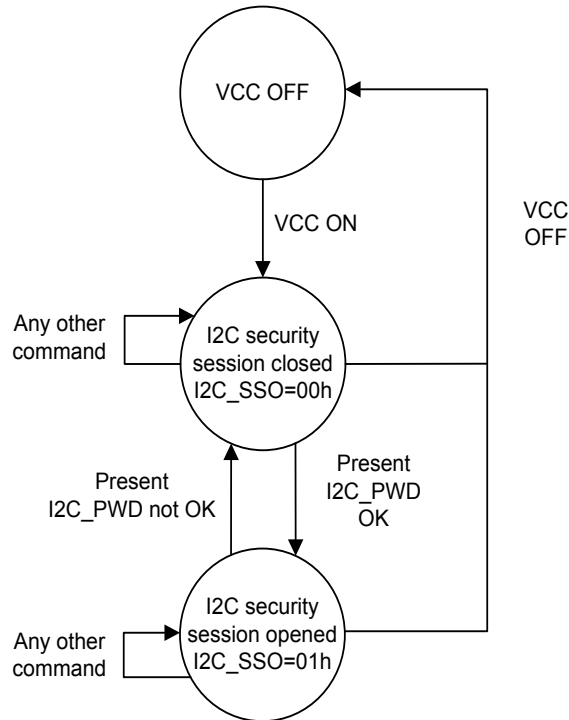 VCC OFF
VCC ON
VCC
OFF
Any other
command
I2C security
session closed
I2C_SSO=00h
Present
I2C_PWD not OK
Present
I2C_PWD
OK
I2C security
session opened
I2C_SSO=01h
Any other
command